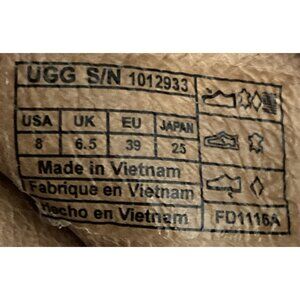 UGG S/N 1012933
USA UK EU JAPAN
8 6.5 39 25
Made in Vietnam
Fabriqué en Vietnam
Hecho en Vietnam
FD1116A